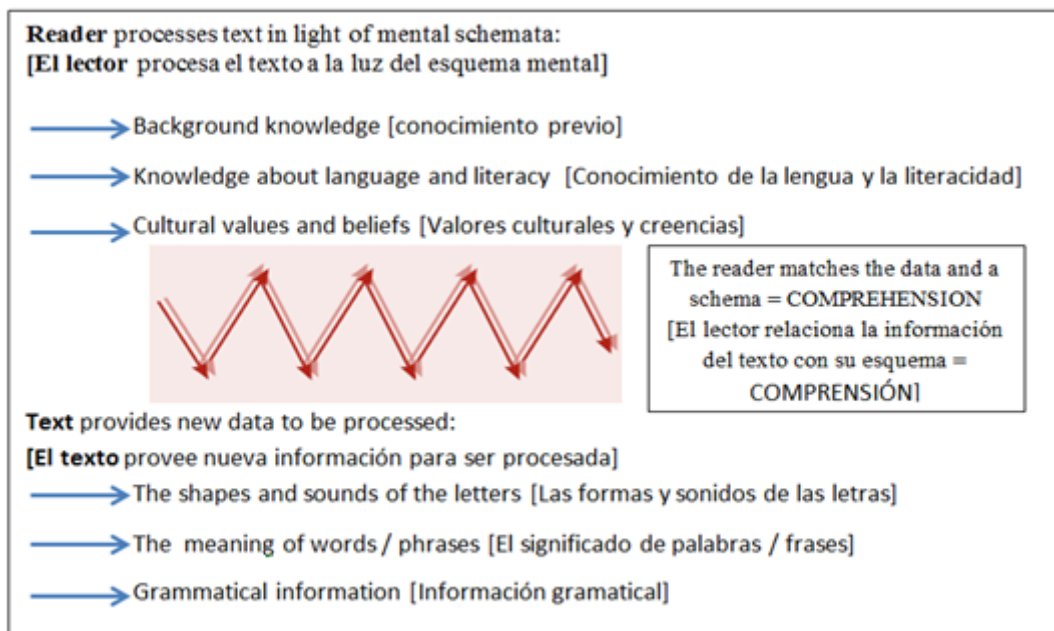 Reader processes text in light of mental schemata:
[El lector procesa el texto a la luz del esquema mental]
Background knowledge [conocimiento previo]
Knowledge about language and literacy [Conocimiento de la lengua y la literacidad]
Cultural values and beliefs [Valores culturales y creencias]
The reader matches the data and a
schema = COMPREHENSION
[El lector relaciona la información
del texto con su esquema =
COMPRENSIÓN]
Text provides new data to be processed:
[El texto provee nueva información para ser procesada]
The shapes and sounds of the letters [Las formas y sonidos de las letras]
The meaning of words / phrases [El significado de palabras / frases]
Grammatical information [Información gramatical]